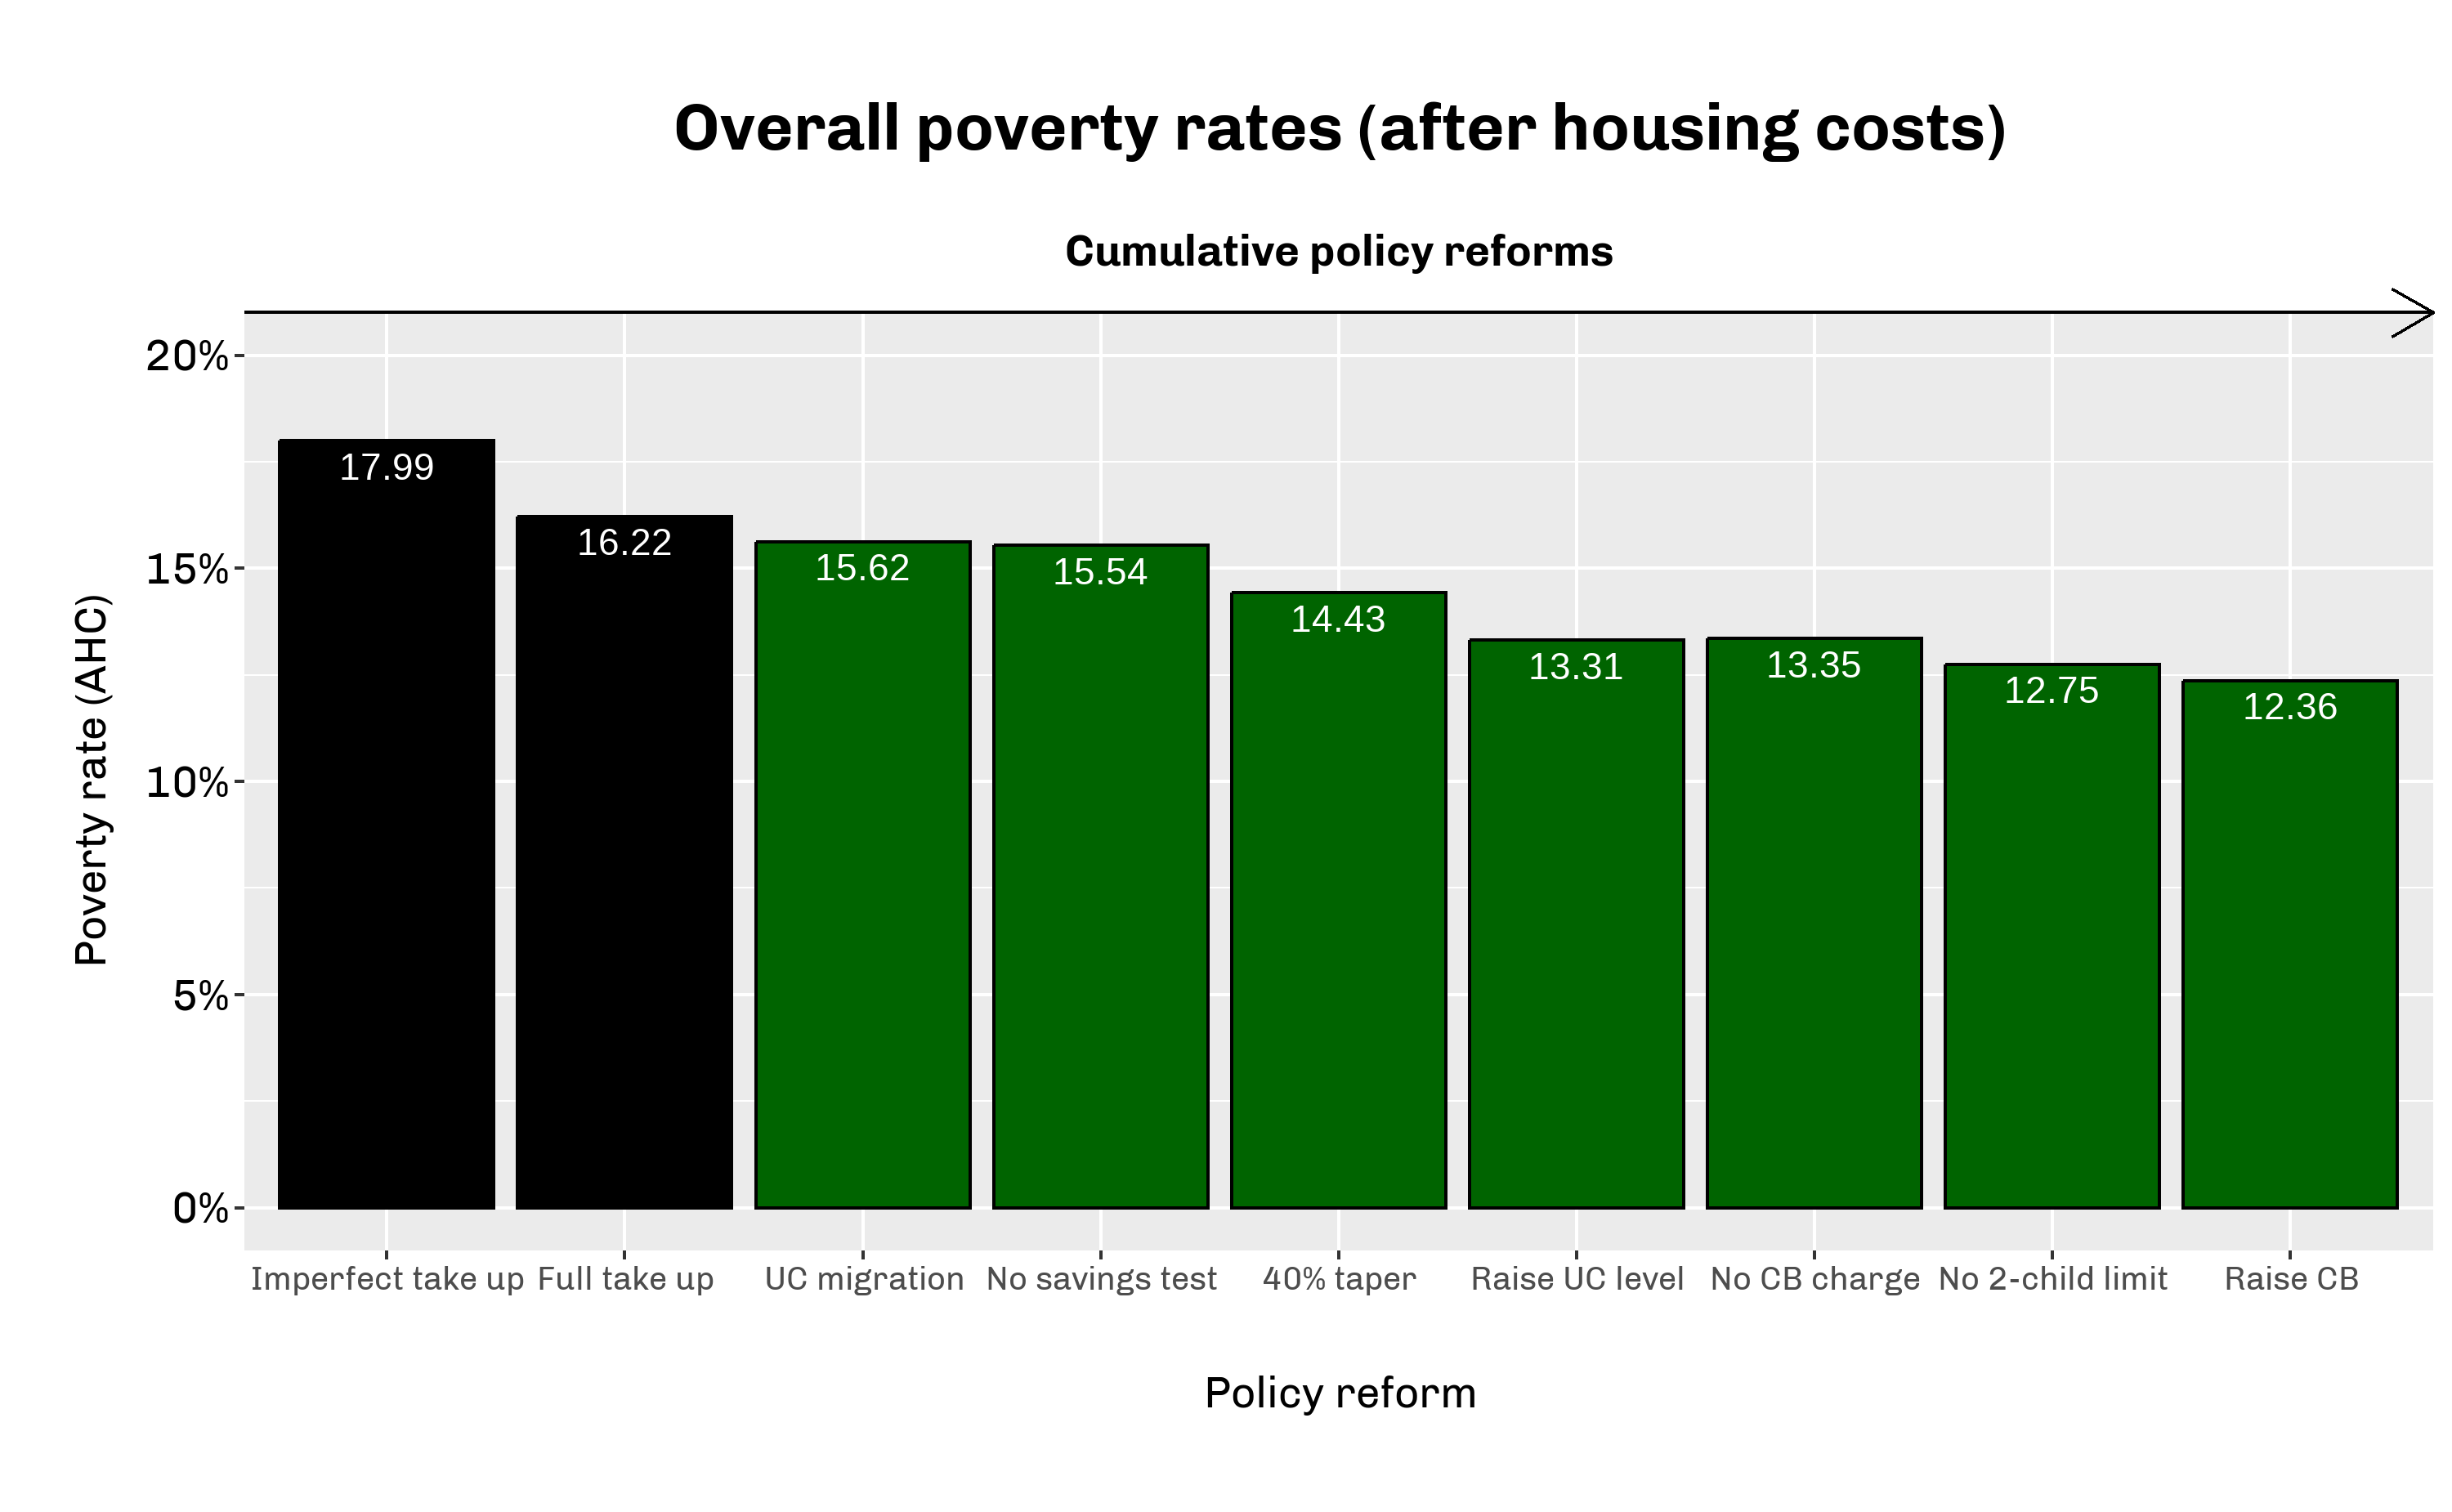 Overall poverty rates (after housing costs)
Cumulative policy reforms
20%
15%
10%
5%
0%
Poverty rate (AHC)
17.99
16.22
15.62
15.54
14.43
13.31
13.35
12.75
12.36
Imperfect take up
Full take up
UC migration
No savings test
40% taper
Raise UC level
No CB charge
No 2-child limit
Raise CB
Policy reform